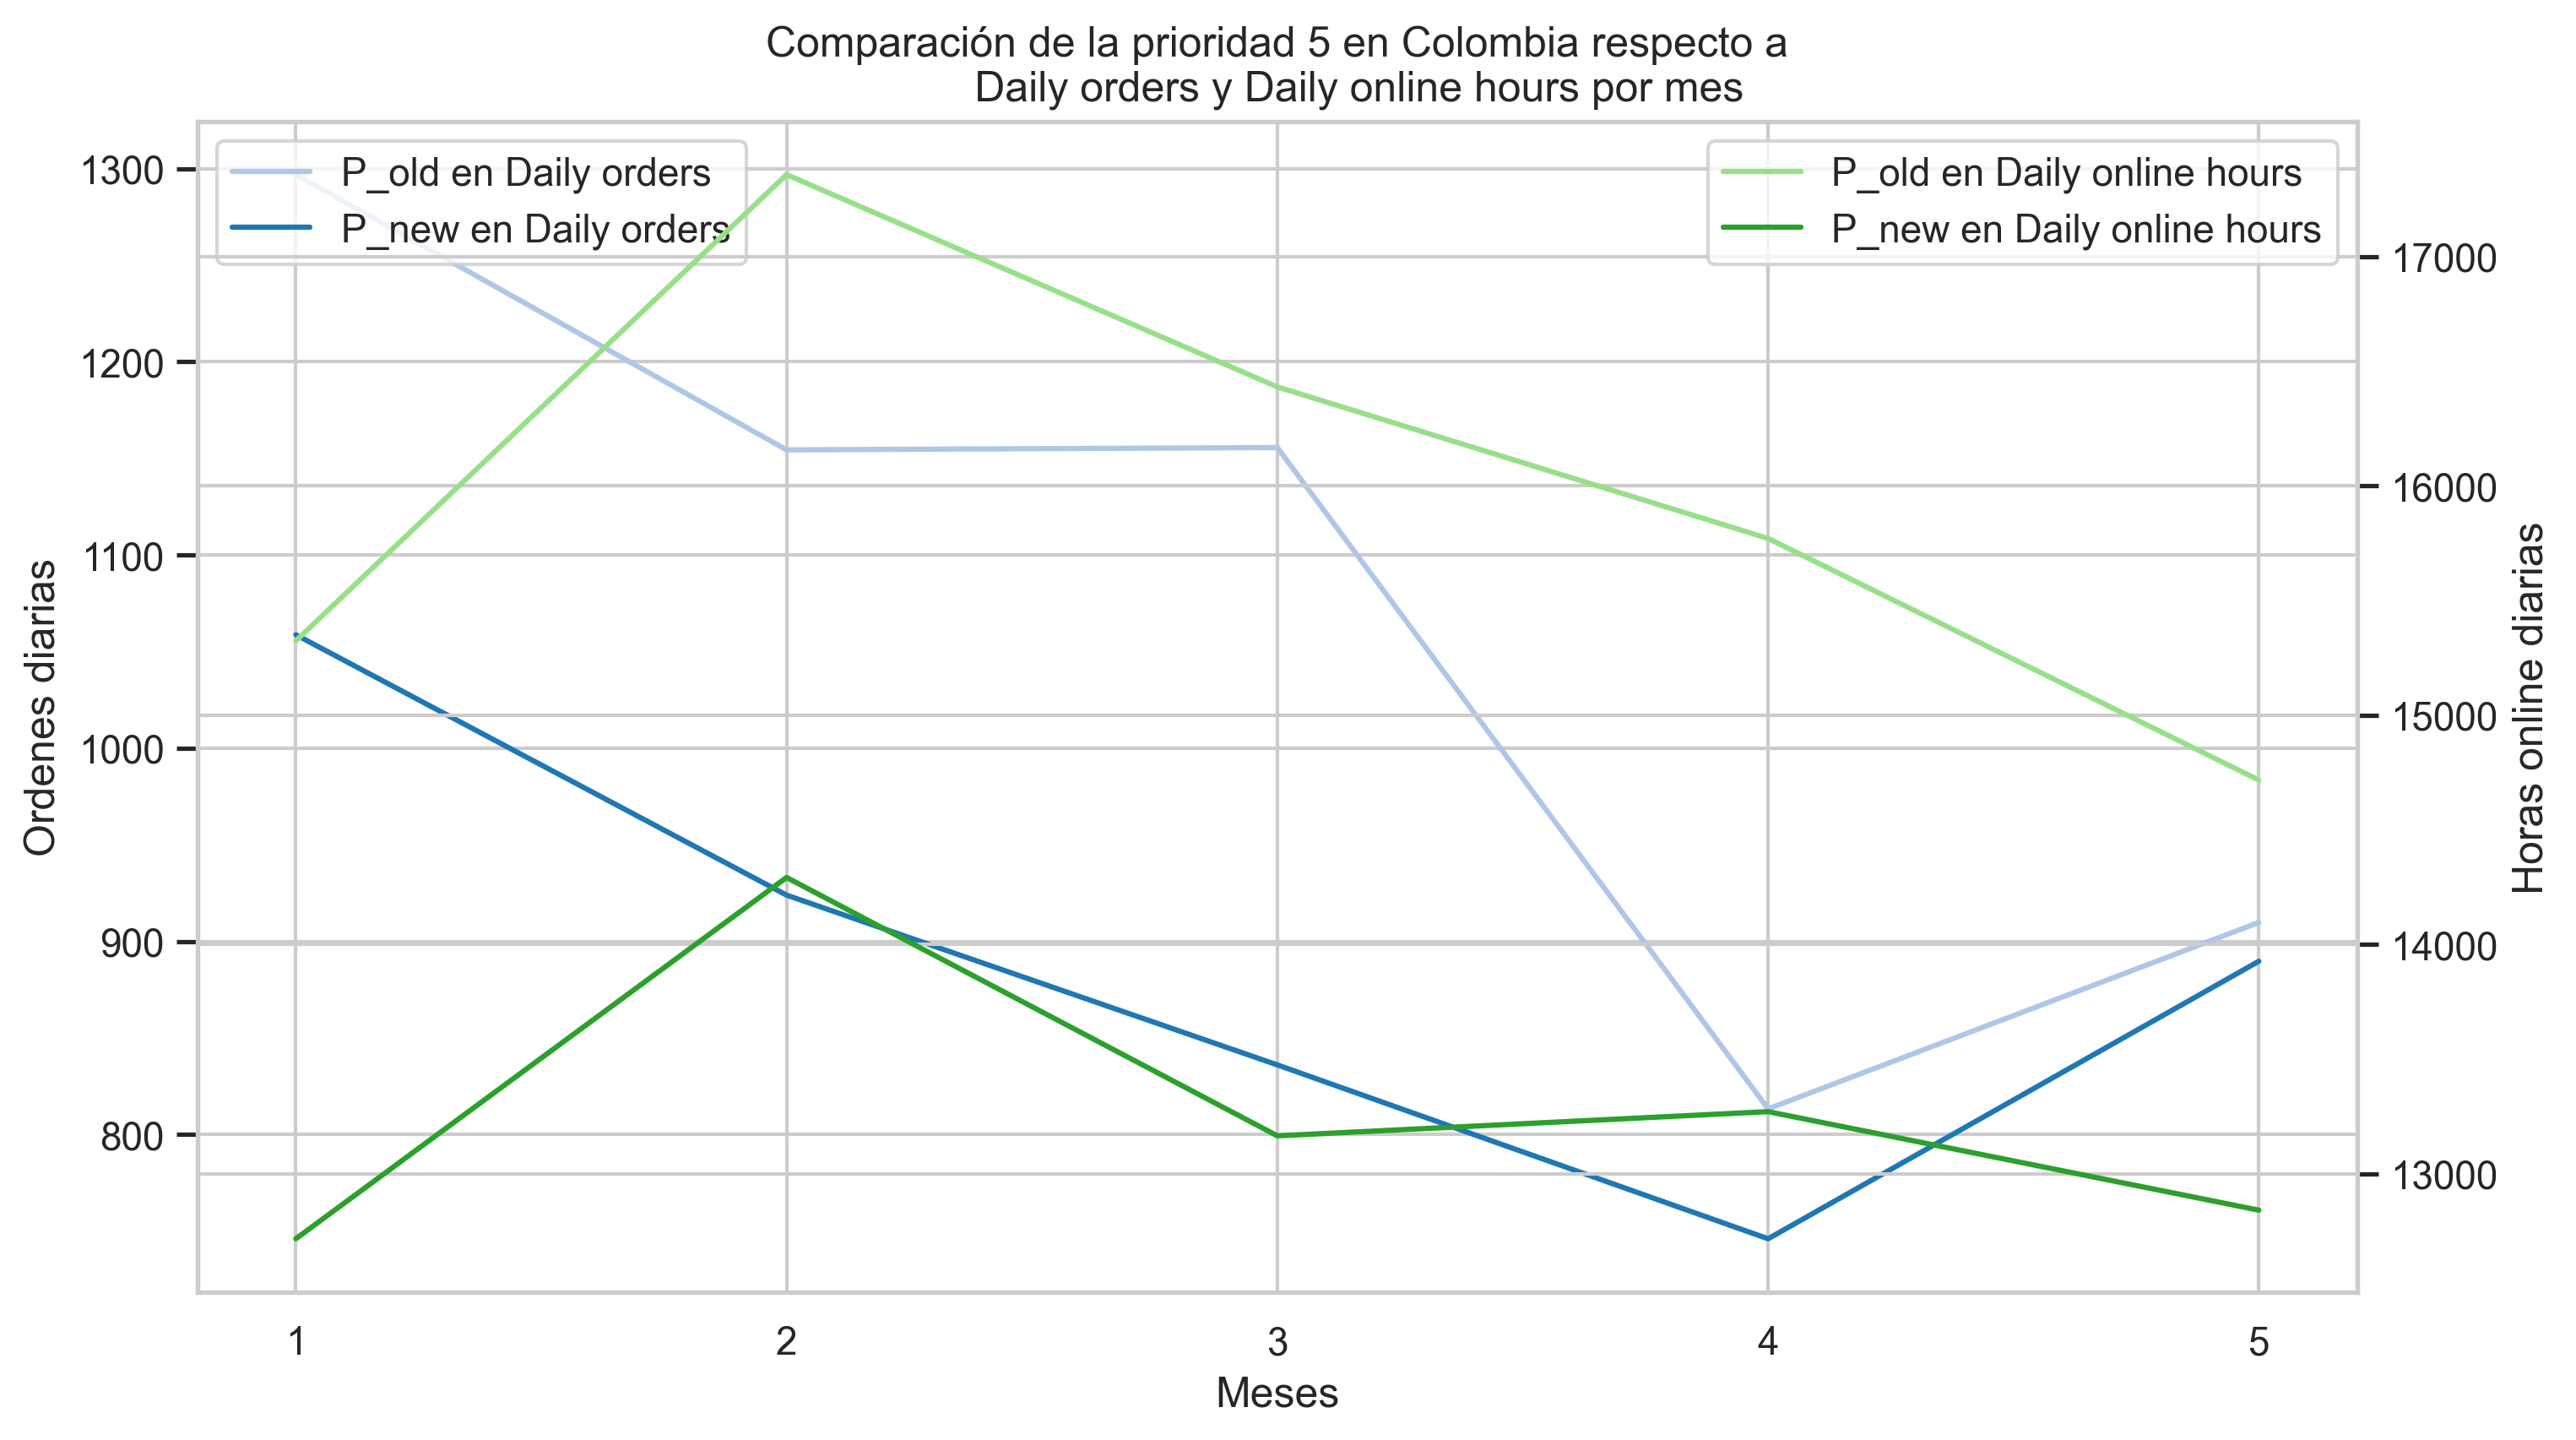 Comparación de la prioridad 5 en Colombia respecto a
Daily orders y Daily online hours por mes
P_old en Daily orders
P_new en Daily orders
P_old en Daily online hours
P_new en Daily online hours
Ordenes diarias
1300
1200
1100
1000
900
800
Horas online diarias
17000
16000
15000
14000
13000
1 2 3 4 5
Meses